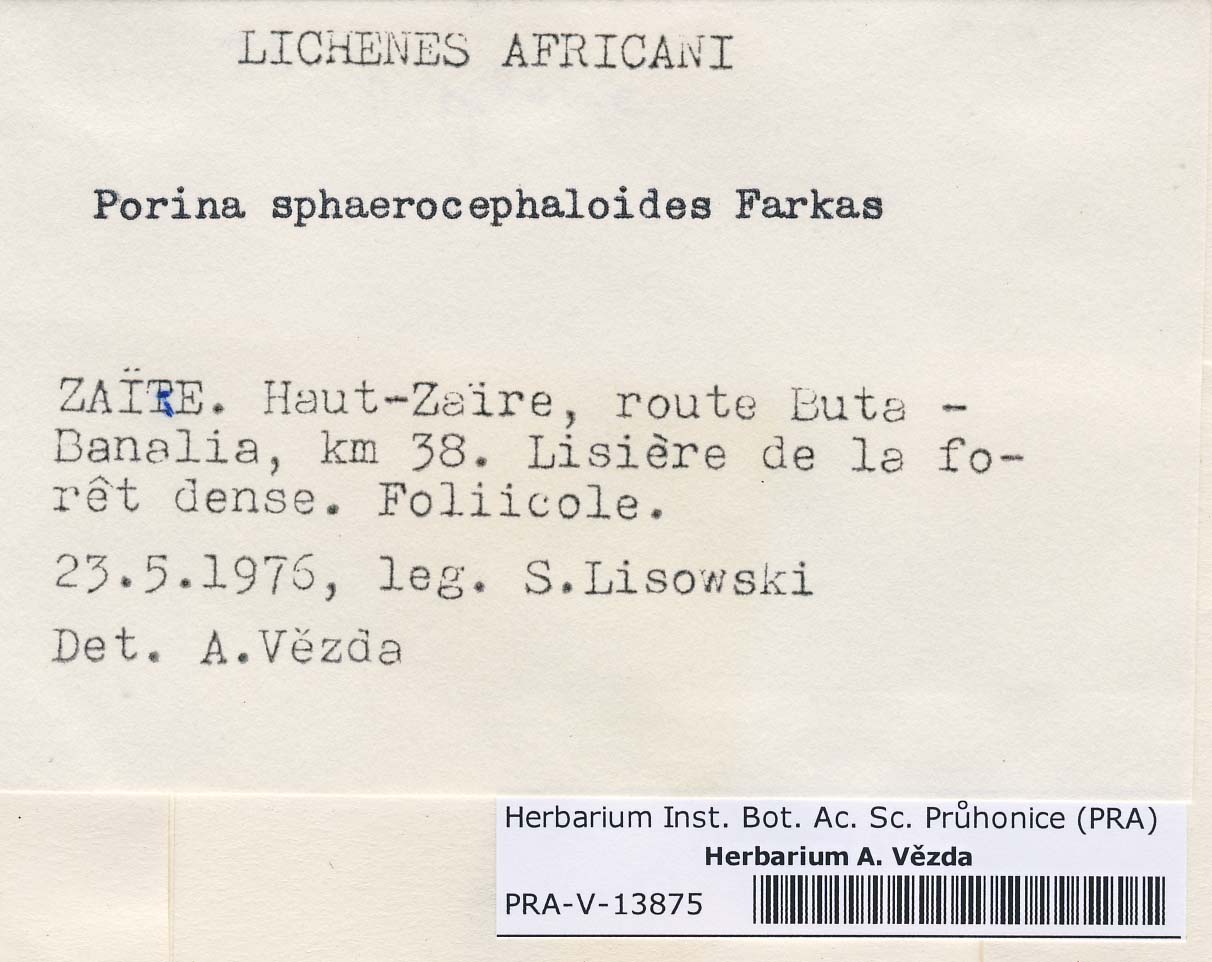 LICHENES AFRICANI
Porina sphaerocephaloides Farkas
ZAÏRE. Haut-Zaïre, route Buta -
Banalia, km 38. Lisière de la fo-
rêt dense. Foliicole.
23.5.1976, leg. S.Lisowski
Det. A.Vězda
Herbarium Inst. Bot. Ac. Sc. Průhonice (PRA)
Herbarium A. Vězda
PRA-V-13875